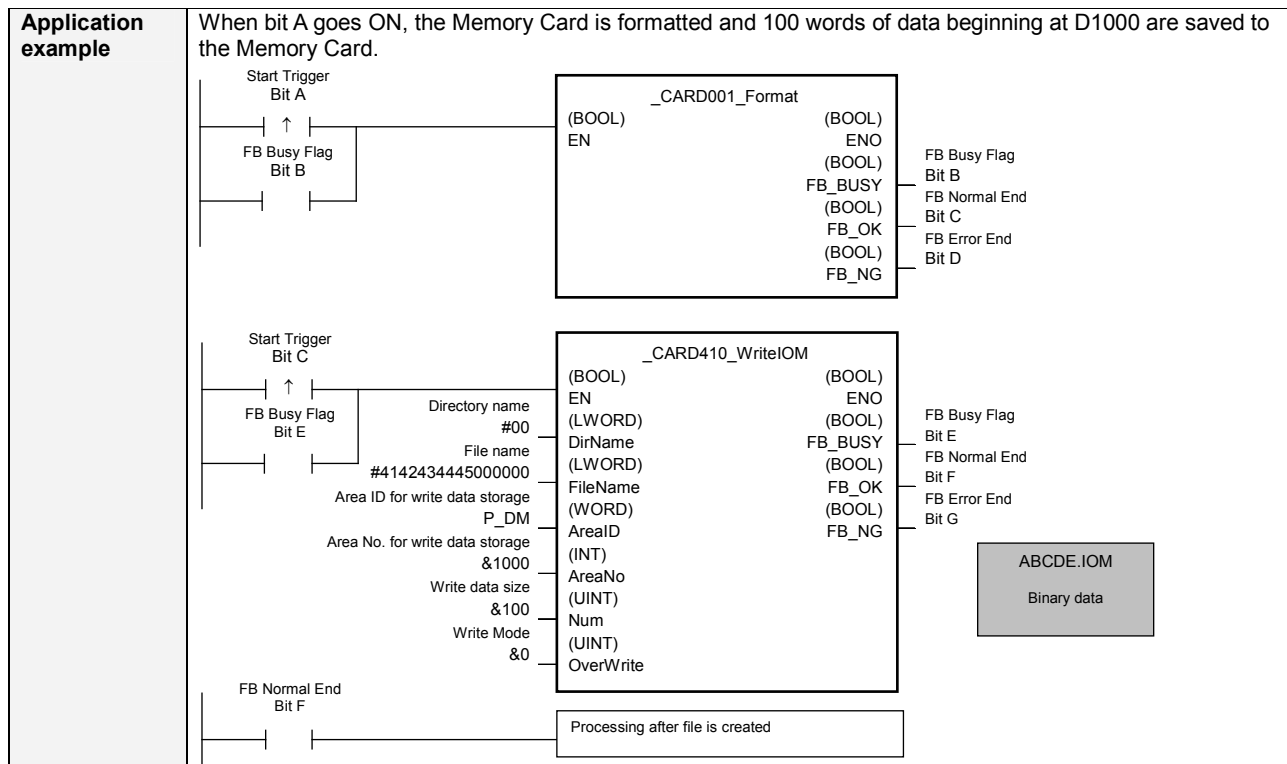 Application
example
When bit A goes ON, the Memory Card is formatted and 100 words of data beginning at D1000 are saved to
the Memory Card.
Start Trigger
Bit A
↑
FB Busy Flag
Bit B
_CARD001_Format
(BOOL)
EN
(BOOL)
ENO
(BOOL)
FB_BUSY
(BOOL)
FB_OK
(BOOL)
FB_NG
FB Busy Flag
Bit B
FB Normal End
Bit C
FB Error End
Bit D
Start Trigger
Bit C
↑
FB Busy Flag
Bit E
Directory name
#00
File name
#4142434445000000
Area ID for write data storage
P_DM
Area No. for write data storage
&1000
Write data size
&100
Write Mode
&0
_CARD410_WriteIOM
(BOOL)
EN
(LWORD)
DirName
(LWORD)
FileName
(WORD)
AreaID
(INT)
AreaNo
(UINT)
Num
(UINT)
OverWrite
(BOOL)
ENO
(BOOL)
FB_BUSY
(BOOL)
FB_OK
(BOOL)
FB_NG
FB Busy Flag
Bit E
FB Normal End
Bit F
FB Error End
Bit G
ABCDE.IOM
Binary data
FB Normal End
Bit F
Processing after file is created